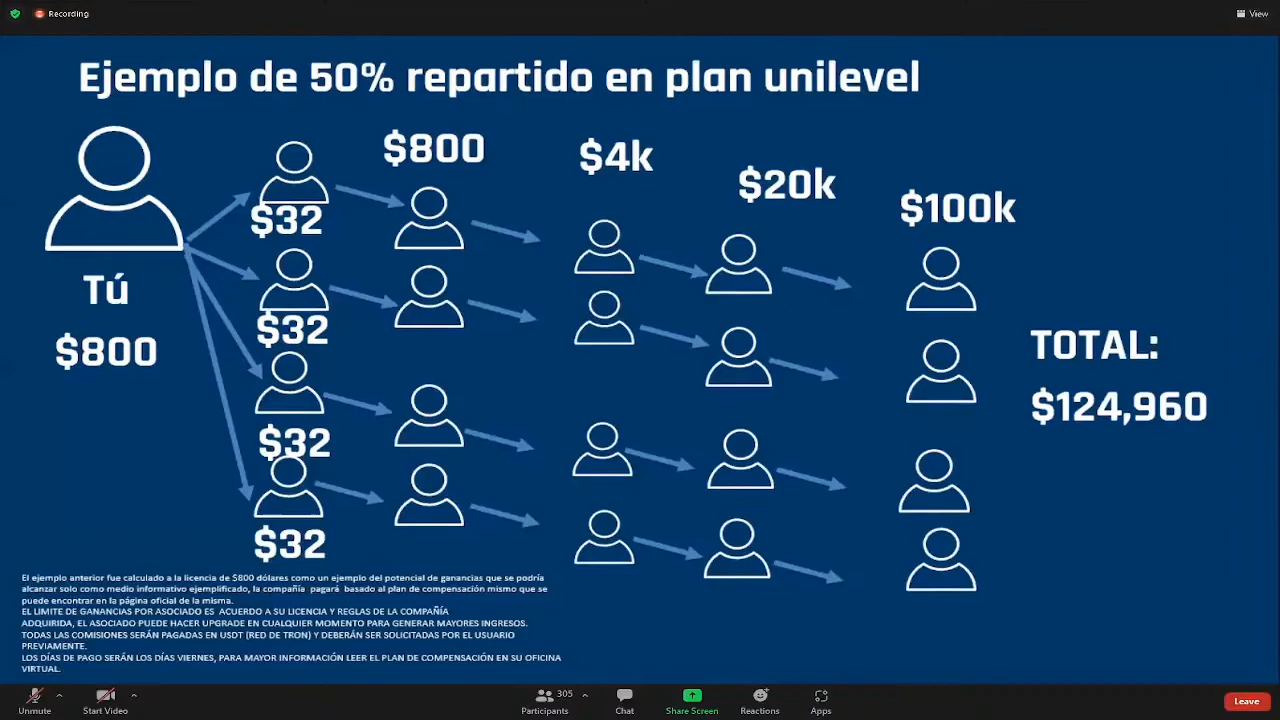 Recording
View
Ejemplo de 50% repartido en plan unilevel
$800
$4k
$20k
$100k
$32
Tú
$800
$32
TOTAL:
$124,960
$32
$32
El ejemplo anterior fue calculado a la licencia de $800 dólares como un ejemplo del potencial de ganancias que se podría
alcanzar solo como medio informativo ejemplificado, la compañía pagará basado al plan de compensación mismo que se
puede encontrar en la página oficial de la misma.
EL LIMITE DE GANANCIAS POR ASOCIADO ES ACUERDO A SU LICENCIA Y REGLAS DE LA COMPAÑÍA
ADQUIRIDA, EL ASOCIADO PUEDE HACER UPGRADE EN CUALQUIER MOMENTO PARA GENERAR MAYORES INGRESOS.
TODAS LAS COMISIONES SERÁN PAGADAS EN USDT (RED DE TRON) Y DEBERÁN SER SOLICITADAS POR EL USUARIO
PREVIAMENTE.
LOS DÍAS DE PAGO SERÁN LOS DÍAS VIERNES, PARA MAYOR INFORMACIÓN LEER EL PLAN DE COMPENSACIÓN EN SU OFICINA
VIRTUAL.
Unmute
Start Video
305
Participants
Chat
Share Screen
Reactions
Apps
Leave